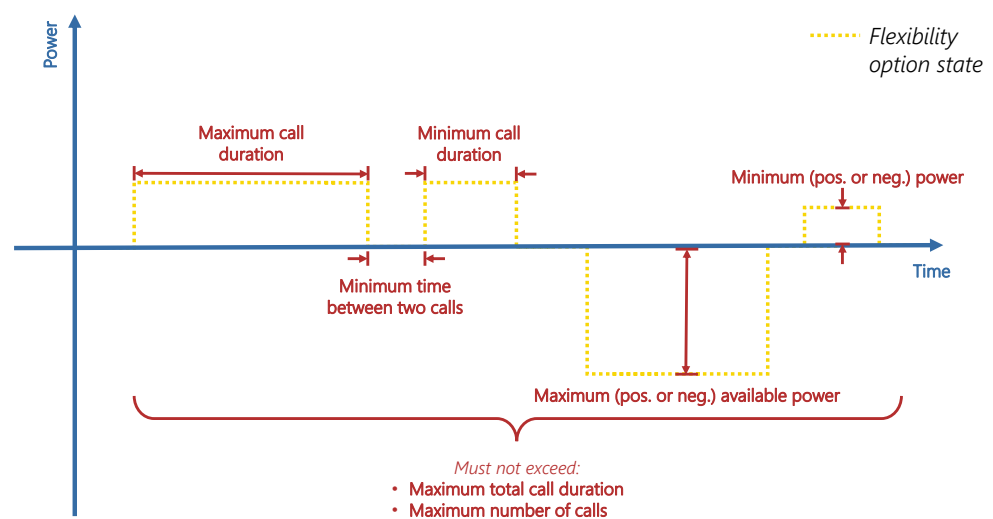 Power
Flexibility
option state
Maximum call
duration
Minimum call
duration
Minimum (pos. or neg.) power
Time
Minimum time
between two calls
Maximum (pos. or neg.) available power
Must not exceed:
• Maximum total call duration
• Maximum number of calls